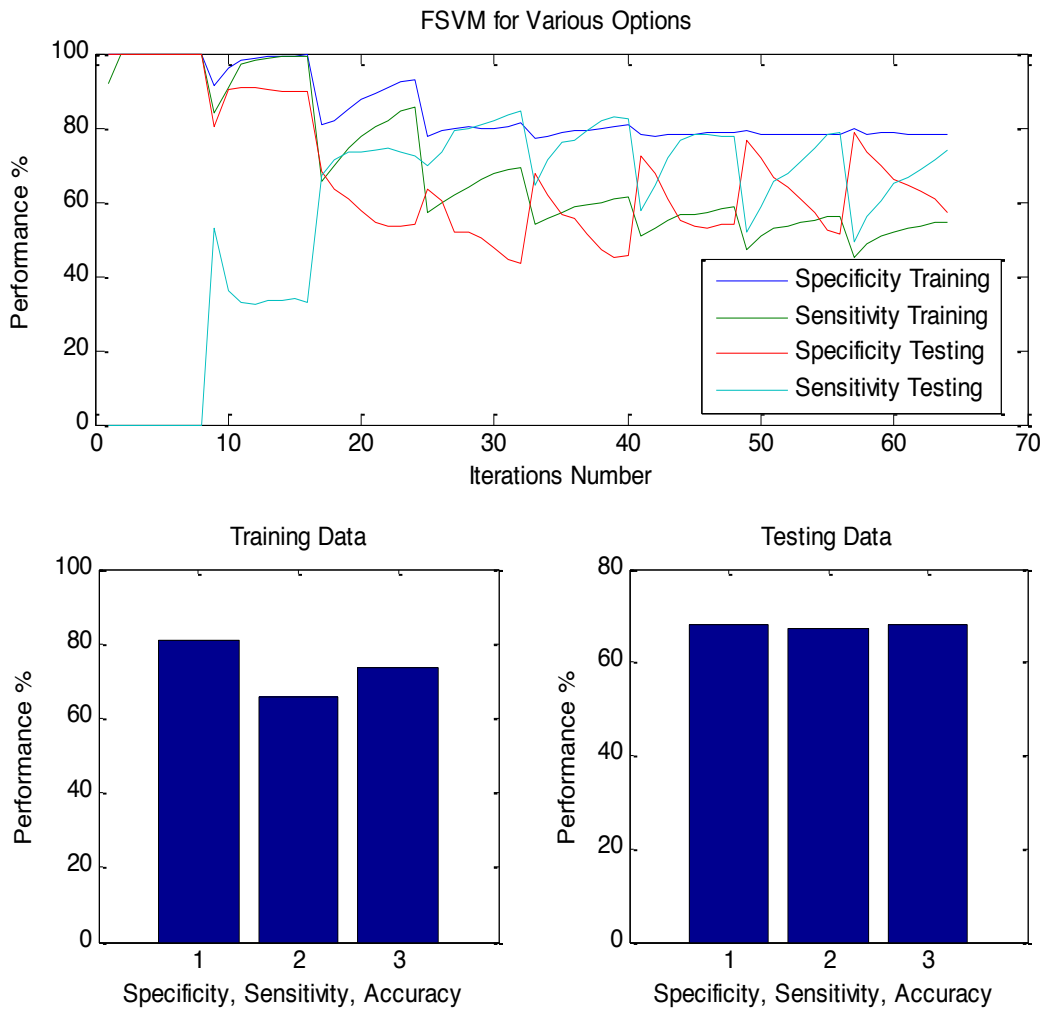 FSVM for Various Options
100
80
60
40
20
0
Performance %
0 10 20 30 40 50 60 70
Iterations Number
Specificity Training
Sensitivity Training
Specificity Testing
Sensitivity Testing
Training Data
100
80
60
40
20
0
Performance %
1 2 3
Specificity, Sensitivity, Accuracy
Testing Data
80
60
40
20
0
Performance %
1 2 3
Specificity, Sensitivity, Accuracy